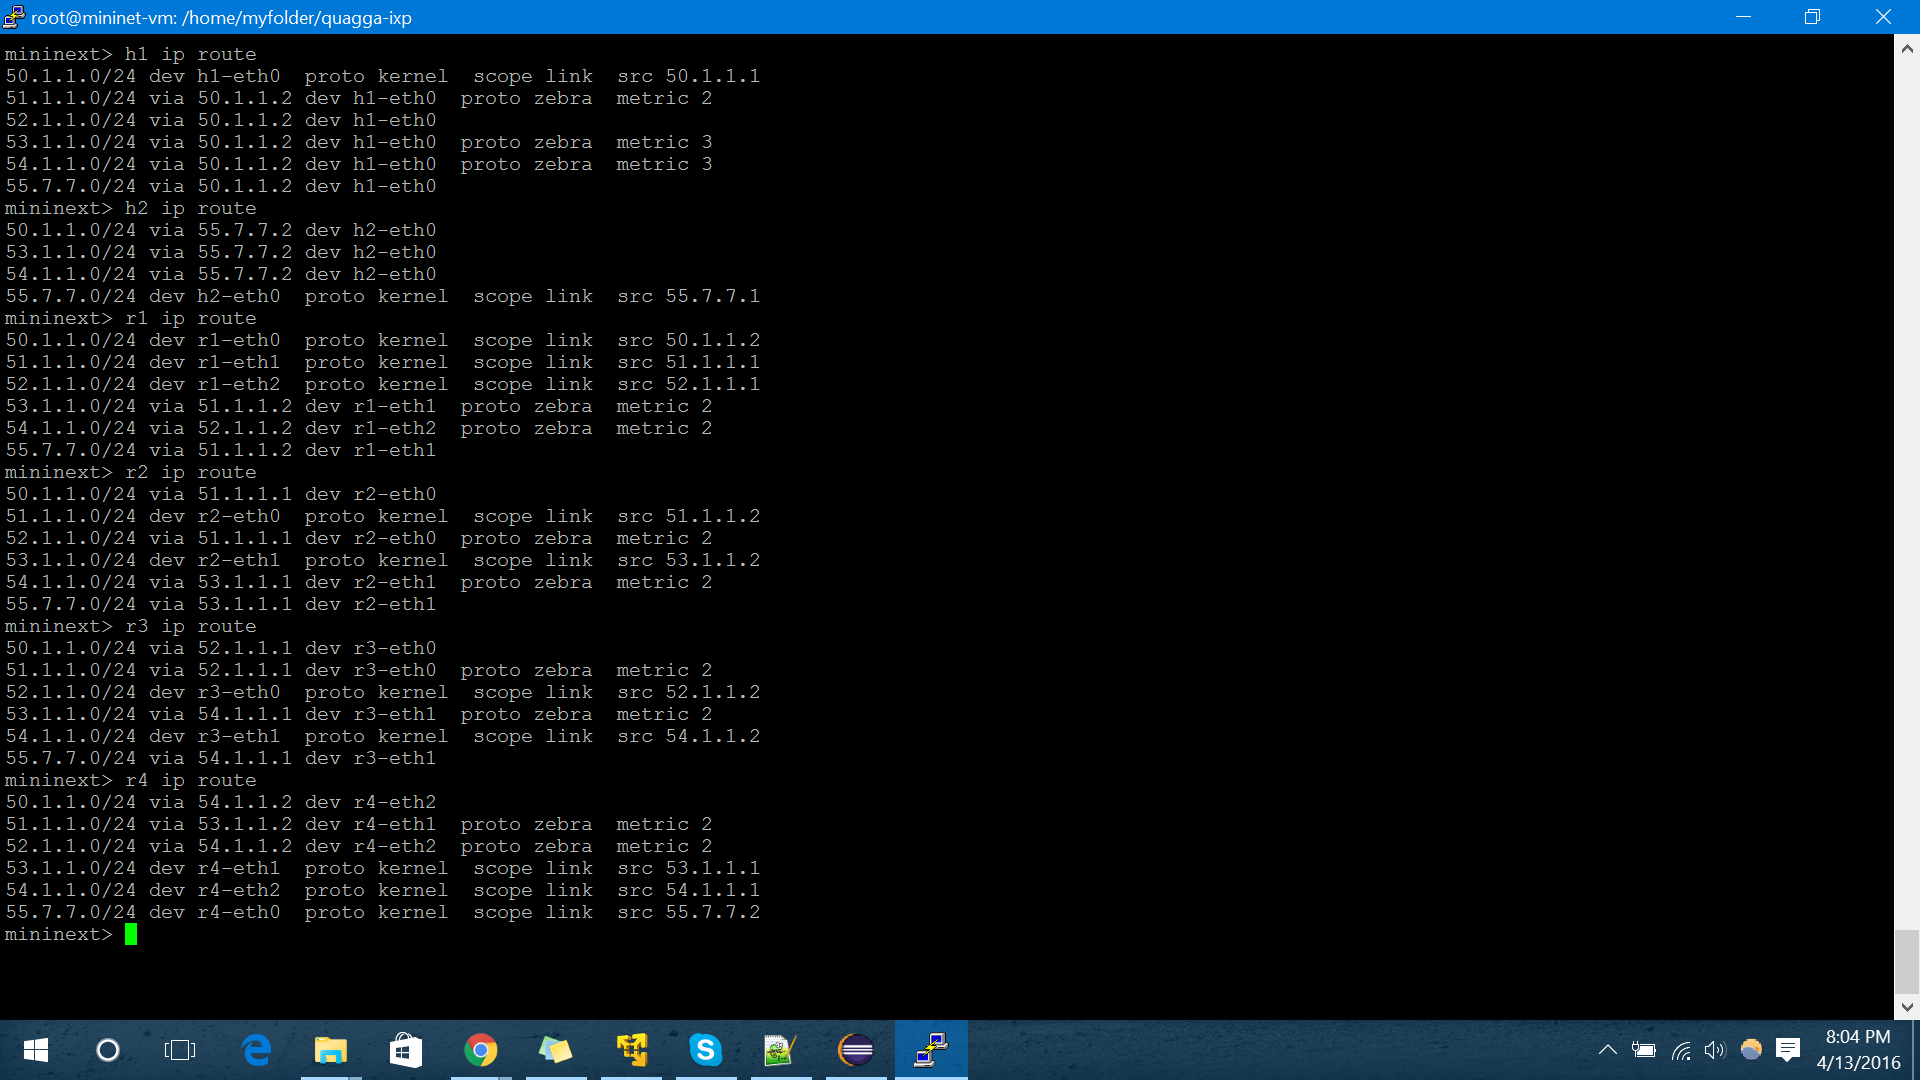 root@mininet-vm: /home/myfolder/quagga-ixp
mininext> h1 ip route
50.1.1.0/24 dev h1-eth0  proto kernel  scope link  src 50.1.1.1
51.1.1.0/24 via 50.1.1.2 dev h1-eth0  proto zebra  metric 2
52.1.1.0/24 via 50.1.1.2 dev h1-eth0
53.1.1.0/24 via 50.1.1.2 dev h1-eth0  proto zebra  metric 3
54.1.1.0/24 via 50.1.1.2 dev h1-eth0  proto zebra  metric 3
55.7.7.0/24 via 50.1.1.2 dev h1-eth0
mininext> h2 ip route
50.1.1.0/24 via 55.7.7.2 dev h2-eth0
53.1.1.0/24 via 55.7.7.2 dev h2-eth0
54.1.1.0/24 via 55.7.7.2 dev h2-eth0
55.7.7.0/24 dev h2-eth0  proto kernel  scope link  src 55.7.7.1
mininext> r1 ip route
50.1.1.0/24 dev r1-eth0  proto kernel  scope link  src 50.1.1.2
51.1.1.0/24 dev r1-eth1  proto kernel  scope link  src 51.1.1.1
52.1.1.0/24 dev r1-eth2  proto kernel  scope link  src 52.1.1.1
53.1.1.0/24 via 51.1.1.2 dev r1-eth1  proto zebra  metric 2
54.1.1.0/24 via 52.1.1.2 dev r1-eth2  proto zebra  metric 2
55.7.7.0/24 via 51.1.1.2 dev r1-eth1
mininext> r2 ip route
50.1.1.0/24 via 51.1.1.1 dev r2-eth0
51.1.1.0/24 dev r2-eth0  proto kernel  scope link  src 51.1.1.2
52.1.1.0/24 via 51.1.1.1 dev r2-eth0  proto zebra  metric 2
53.1.1.0/24 dev r2-eth1  proto kernel  scope link  src 53.1.1.2
54.1.1.0/24 via 53.1.1.1 dev r2-eth1  proto zebra  metric 2
55.7.7.0/24 via 53.1.1.1 dev r2-eth1
mininext> r3 ip route
50.1.1.0/24 via 52.1.1.1 dev r3-eth0
51.1.1.0/24 via 52.1.1.1 dev r3-eth0  proto zebra  metric 2
52.1.1.0/24 dev r3-eth0  proto kernel  scope link  src 52.1.1.2
53.1.1.0/24 via 54.1.1.1 dev r3-eth1  proto zebra  metric 2
54.1.1.0/24 dev r3-eth1  proto kernel  scope link  src 54.1.1.2
55.7.7.0/24 via 54.1.1.1 dev r3-eth1
mininext> r4 ip route
50.1.1.0/24 via 54.1.1.2 dev r4-eth2
51.1.1.0/24 via 53.1.1.2 dev r4-eth1  proto zebra  metric 2
52.1.1.0/24 via 54.1.1.2 dev r4-eth2  proto zebra  metric 2
53.1.1.0/24 dev r4-eth1  proto kernel  scope link  src 53.1.1.1
54.1.1.0/24 dev r4-eth2  proto kernel  scope link  src 54.1.1.1
55.7.7.0/24 dev r4-eth0  proto kernel  scope link  src 55.7.7.2
mininext>
8:04 PM
4/13/2016